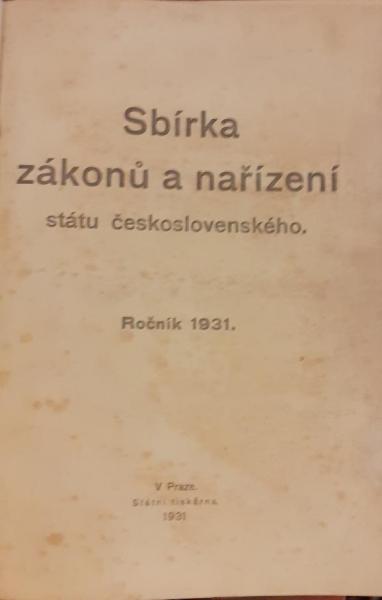 Sbírka
zákonů a nařízení
státu československého.
Ročník 1931.
V Praze.
Státní tiskárna.
1931